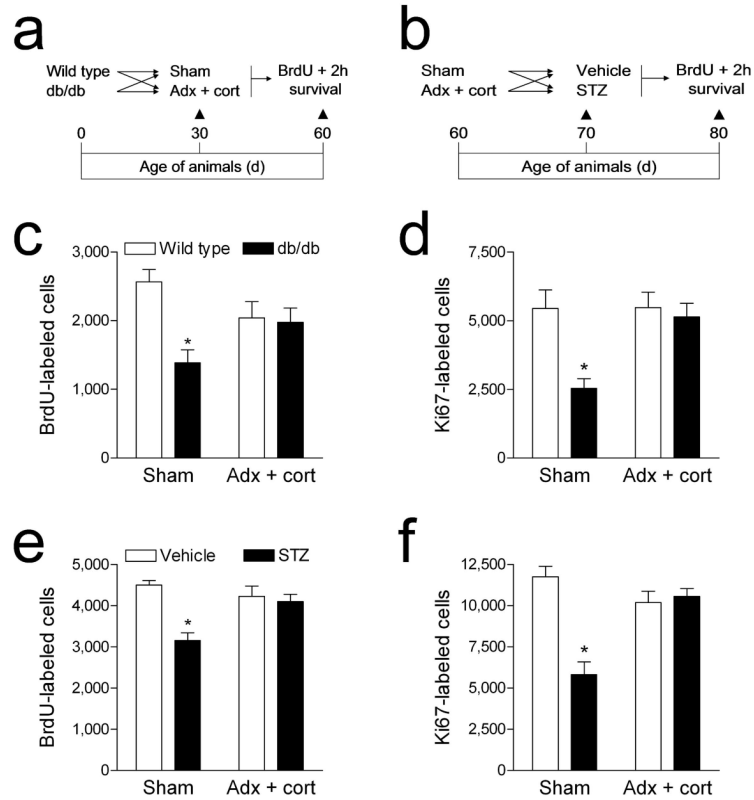 a
Wild type
db/db
Sham
Adx + cort
BrdU + 2h
survival
0
30
60
Age of animals (d)
b
Sham
Adx + cort
Vehicle
STZ
BrdU + 2h
survival
60
70
80
Age of animals (d)
c
Wild type
db/db
BrdU-labeled cells
3,000
2,000
1,000
0
*
Sham
Adx + cort
d
Ki67-labeled cells
7,500
5,000
2,500
0
*
Sham
Adx + cort
e
Vehicle
STZ
BrdU-labeled cells
5,000
4,000
3,000
2,000
1,000
0
*
Sham
Adx + cort
f
Ki67-labeled cells
12,500
10,000
7,500
5,000
2,500
0
*
Sham
Adx + cort